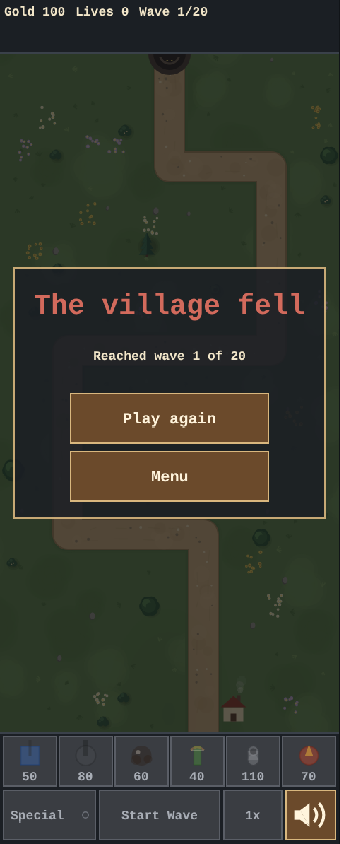 Gold 100 Lives 0 Wave 1/20
The village fell
Reached wave 1 of 20
Play again
Menu
50 80 60 40 110 70
Special Start Wave 1x